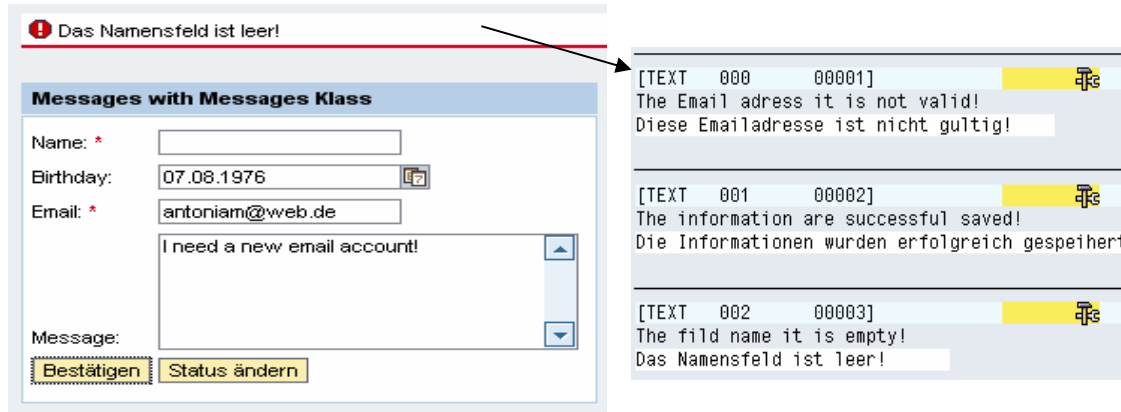 Das Namensfeld ist leer!
Messages with Messages Klass
Name: *
Birthday: 07.08.1976
Email: * antoniam@web.de
I need a new email account!
Message:
Bestätigen Status ändern
[TEXT 000 00001]
The Email adress it is not valid!
Diese Emailadresse ist nicht gultig!
[TEXT 001 00002]
The information are successful saved!
Die Informationen wurden erfolgreich gespeihert
[TEXT 002 00003]
The fild name it is empty!
Das Namensfeld ist leer!